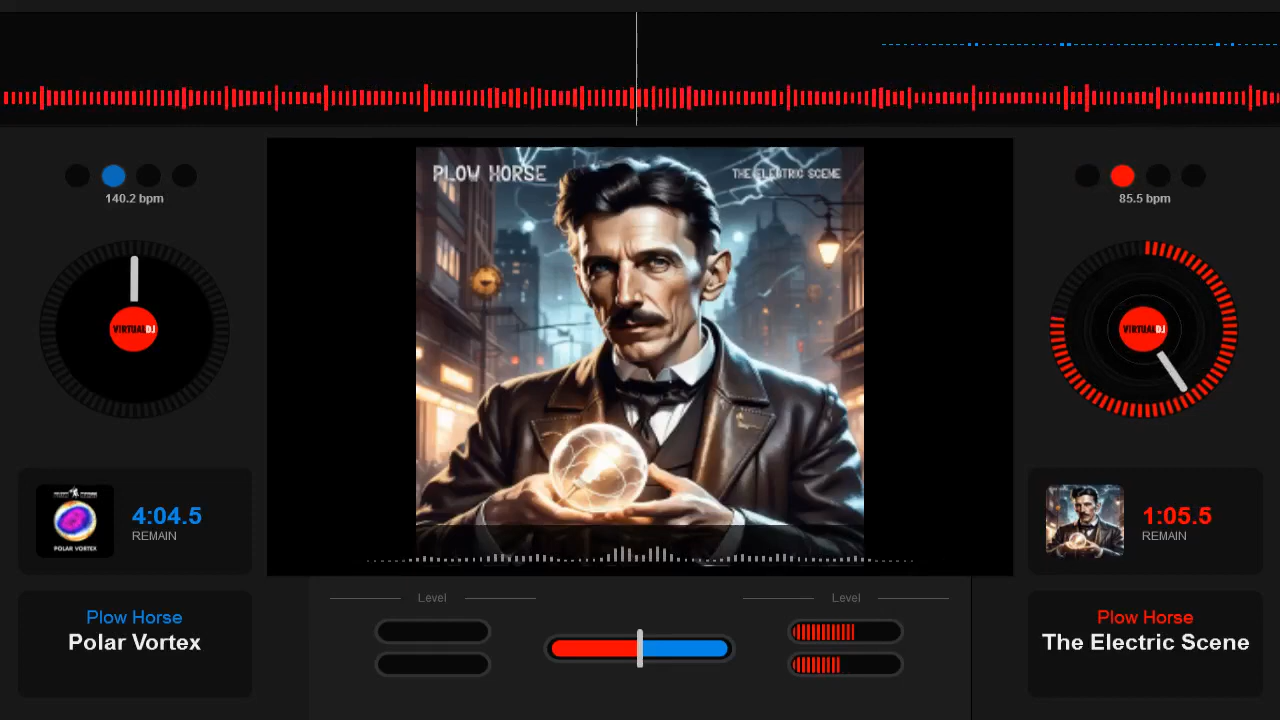 PLOW HORSE
THE ELECTRIC SCENE
140.2 bpm
85.5 bpm
VIRTUALDJ
VIRTUALDJ
POLAR VORTEX
4:04.5
REMAIN
1:05.5
REMAIN
Plow Horse
Polar Vortex
Level
Level
Plow Horse
The Electric Scene